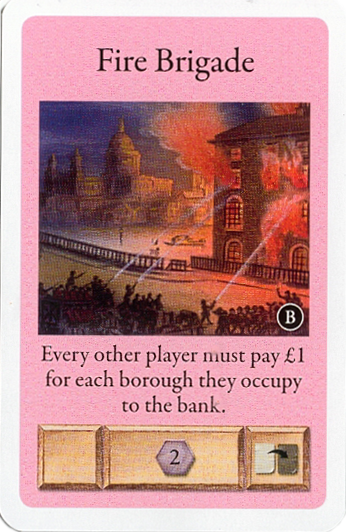 Fire Brigade
B
Every other player must pay £1
for each borough they occupy
to the bank.
2